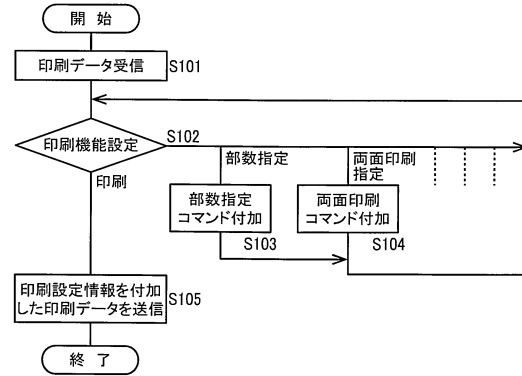 開 始
印刷データ受信
S101
印刷機能設定
S102
部数指定
両面印刷
指定
印刷
部数指定
コマンド付加
S103
両面印刷
コマンド付加
S104
印刷設定情報を付加
した印刷データを送信
S105
終 了